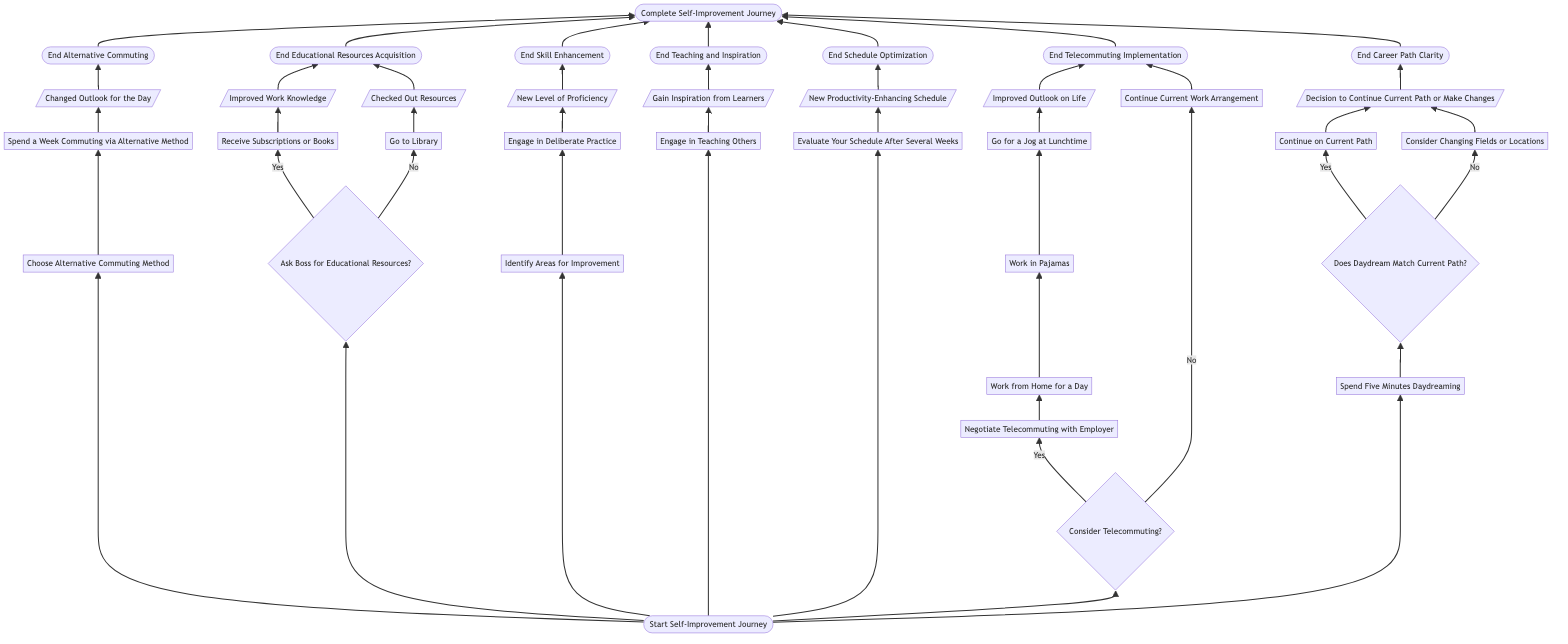 Complete Self-Improvement Journey
End Alternative Commuting
End Educational Resources Acquisition
End Skill Enhancement
End Teaching and Inspiration
End Schedule Optimization
End Telecommuting Implementation
End Career Path Clarity
Changed Outlook for the Day
Improved Work Knowledge
Checked Out Resources
New Level of Proficiency
Gain Inspiration from Learners
New Productivity-Enhancing Schedule
Improved Outlook on Life
Continue Current Work Arrangement
Decision to Continue Current Path or Make Changes
Spend a Week Commuting via Alternative Method
Receive Subscriptions or Books
Go to Library
Engage in Deliberate Practice
Engage in Teaching Others
Evaluate Your Schedule After Several Weeks
Go for a Jog at Lunchtime
Continue on Current Path
Consider Changing Fields or Locations
Yes
No
Yes
No
Choose Alternative Commuting Method
Ask Boss for Educational Resources?
Identify Areas for Improvement
Work in Pajamas
Does Daydream Match Current Path?
No
Work from Home for a Day
Spend Five Minutes Daydreaming
Negotiate Telecommuting with Employer
Yes
Consider Telecommuting?
Start Self-Improvement Journey